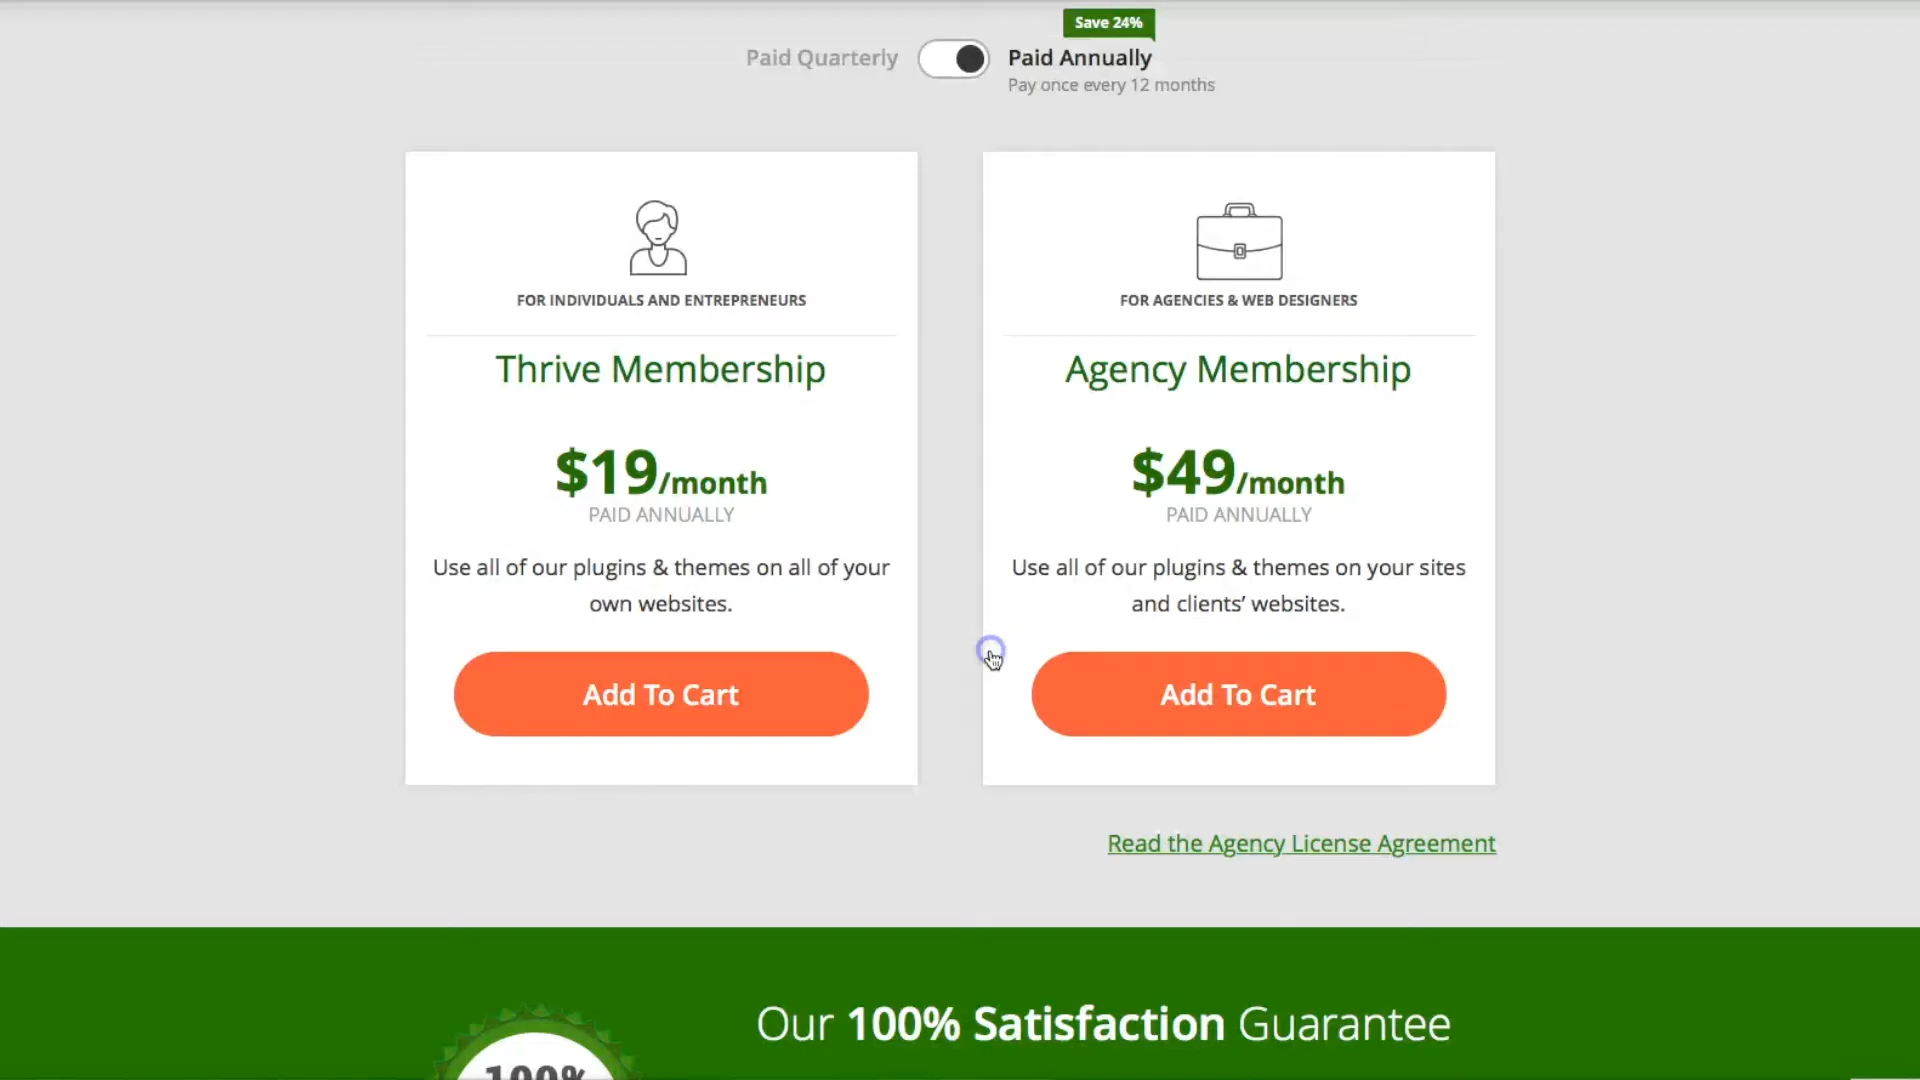 Save 24%
Paid Quarterly
Paid Annually
Pay once every 12 months
FOR INDIVIDUALS AND ENTREPRENEURS
Thrive Membership
$19/month
PAID ANNUALLY
Use all of our plugins & themes on all of your
own websites.
Add To Cart
FOR AGENCIES & WEB DESIGNERS
Agency Membership
$49/month
PAID ANNUALLY
Use all of our plugins & themes on your sites
and clients’ websites.
Add To Cart
Read the Agency License Agreement
Our 100% Satisfaction Guarantee
100%